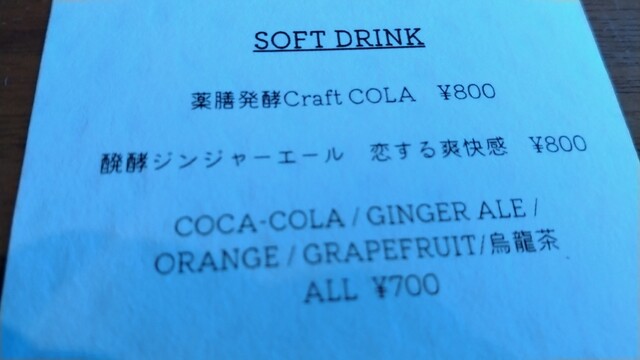 SOFT DRINK
薬膳発酵Craft COLA ¥800
醗酵ジンジャーエール 恋する爽快感 ¥800
COCA-COLA / GINGER ALE /
ORANGE / GRAPEFRUIT/烏龍茶
ALL ¥700